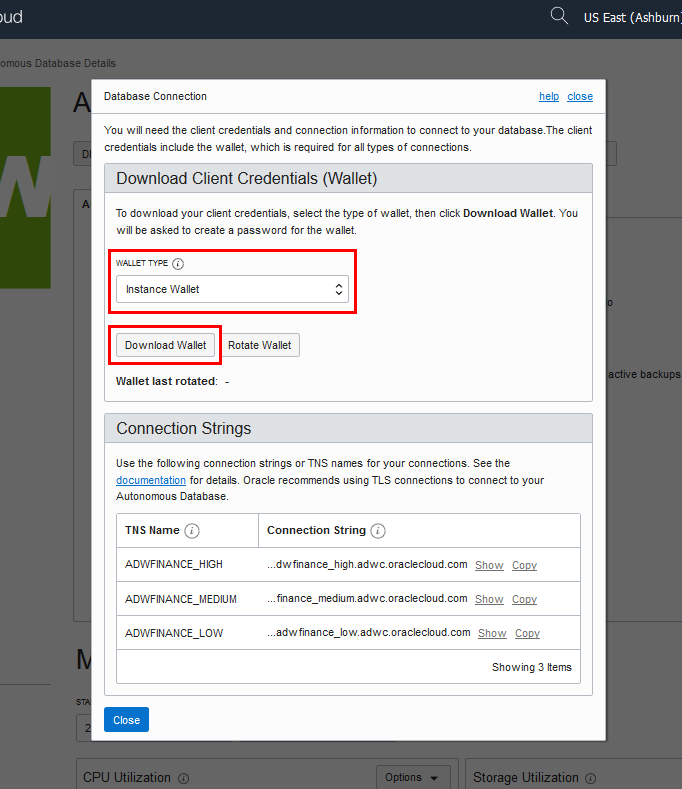 oud
US East (Ashburn)
nomous Database Details
Database Connection help close
You will need the client credentials and connection information to connect to your database.The client
credentials include the wallet, which is required for all types of connections.
Download Client Credentials (Wallet)
To download your client credentials, select the type of wallet, then click Download Wallet. You
will be asked to create a password for the wallet.
WALLET TYPE i
Instance Wallet
Download Wallet Rotate Wallet
Wallet last rotated: -
active backups
Connection Strings
Use the following connection strings or TNS names for your connections. See the
documentation for details. Oracle recommends using TLS connections to connect to your
Autonomous Database.
TNS Name i Connection String i
ADWFINANCE_HIGH ...dwfinance_high.adwc.oraclecloud.com Show Copy
ADWFINANCE_MEDIUM ...finance_medium.adwc.oraclecloud.com Show Copy
ADWFINANCE_LOW ...adwfinance_low.adwc.oraclecloud.com Show Copy
Showing 3 Items
Close
CPU Utilization i Options Storage Utilization i